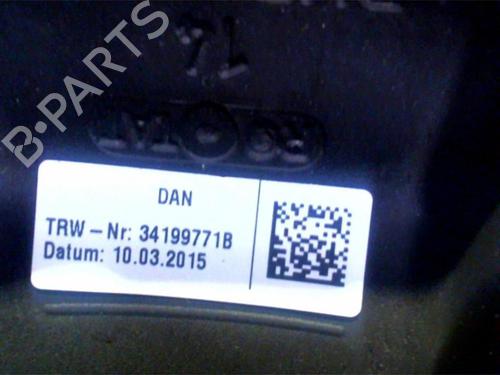 B-PARTS
DAN
TRW-Nr: 34199771B
Datum: 10.03.2015